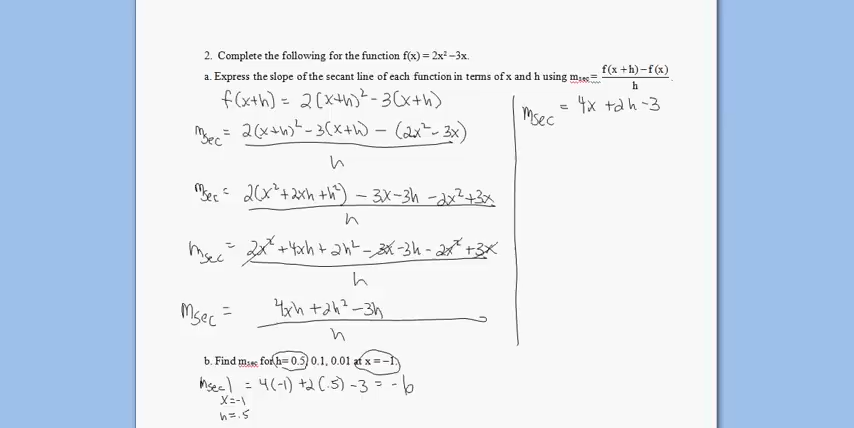 2. Complete the following for the function f(x) = 2x² –3x.
a. Express the slope of the secant line of each function in terms of x and h using msec = f(x + h) – f(x) / h .
f(x+h) = 2(x+h)² - 3(x+h)
msec = 2(x+h)² - 3(x+h) - (2x² - 3x) / h
msec = 2(x² + 2xh + h²) - 3x - 3h - 2x² + 3x / h
msec = 2x² + 4xh + 2h² - 3x - 3h - 2x² + 3x / h
msec = 4xh + 2h² - 3h / h
msec = 4x + 2h - 3
b. Find msec for h= 0.5, 0.1, 0.01 at x = –1.
msec| = 4(-1) + 2(.5) - 3 = -6
x=-1
h=.5